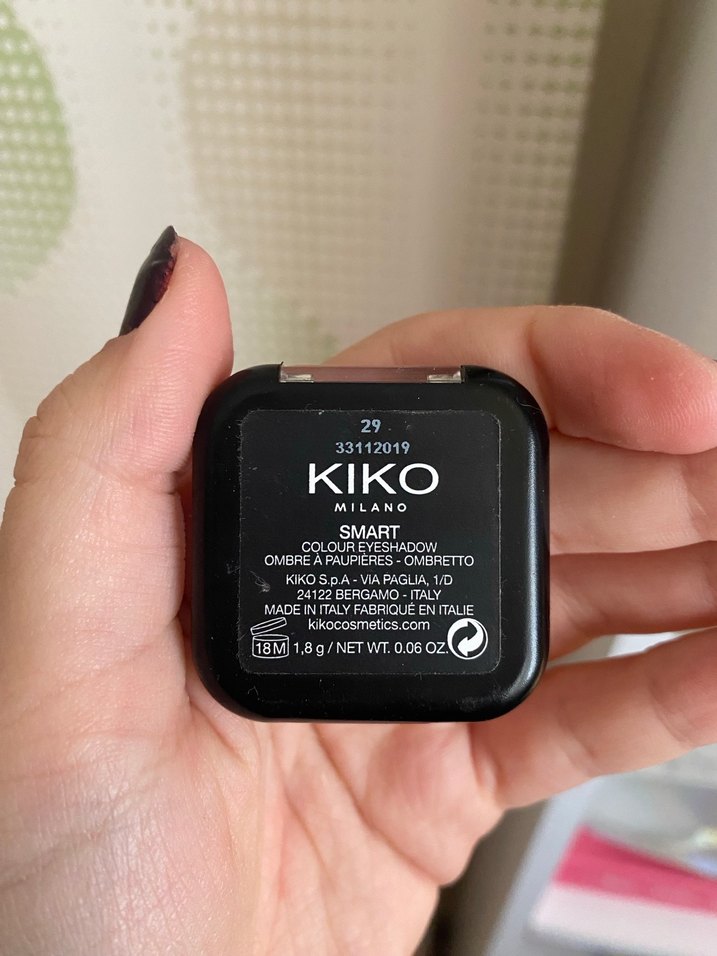 29
33112019
KIKO
MILANO
SMART
COLOUR EYESHADOW
OMBRE À PAUPIÈRES - OMBRETTO
KIKO S.p.A - VIA PAGLIA, 1/D
24122 BERGAMO - ITALY
MADE IN ITALY FABRIQUÉ EN ITALIE
kikocosmetics.com
18M 1,8 g / NET WT. 0.06 OZ.